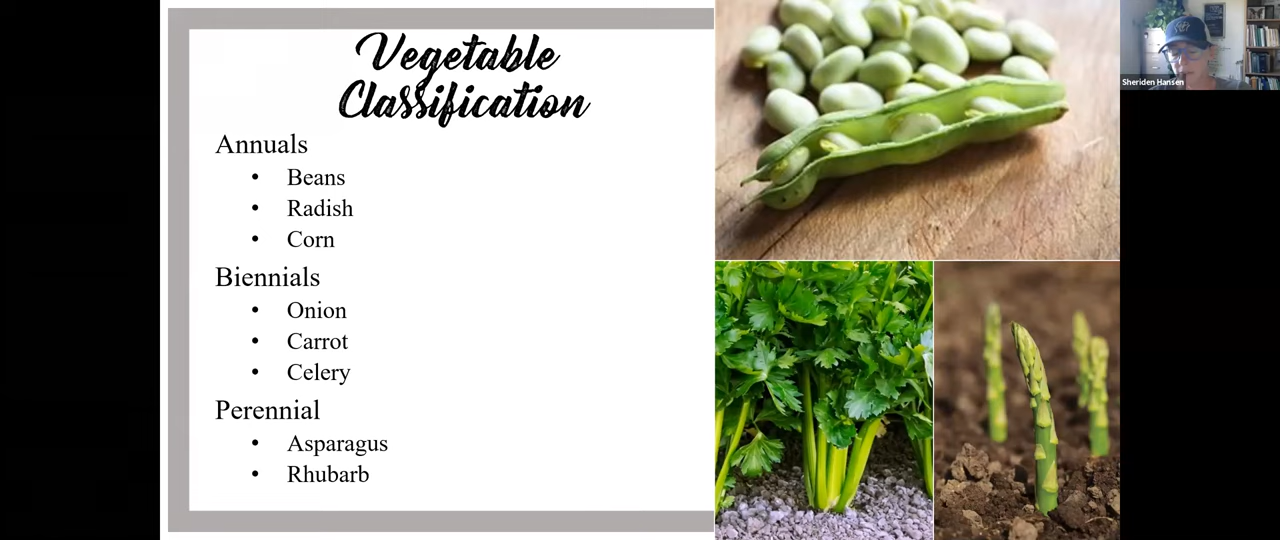 Vegetable
Classification
Annuals
• Beans
• Radish
• Corn
Biennials
• Onion
• Carrot
• Celery
Perennial
• Asparagus
• Rhubarb
Sheriden Hansen